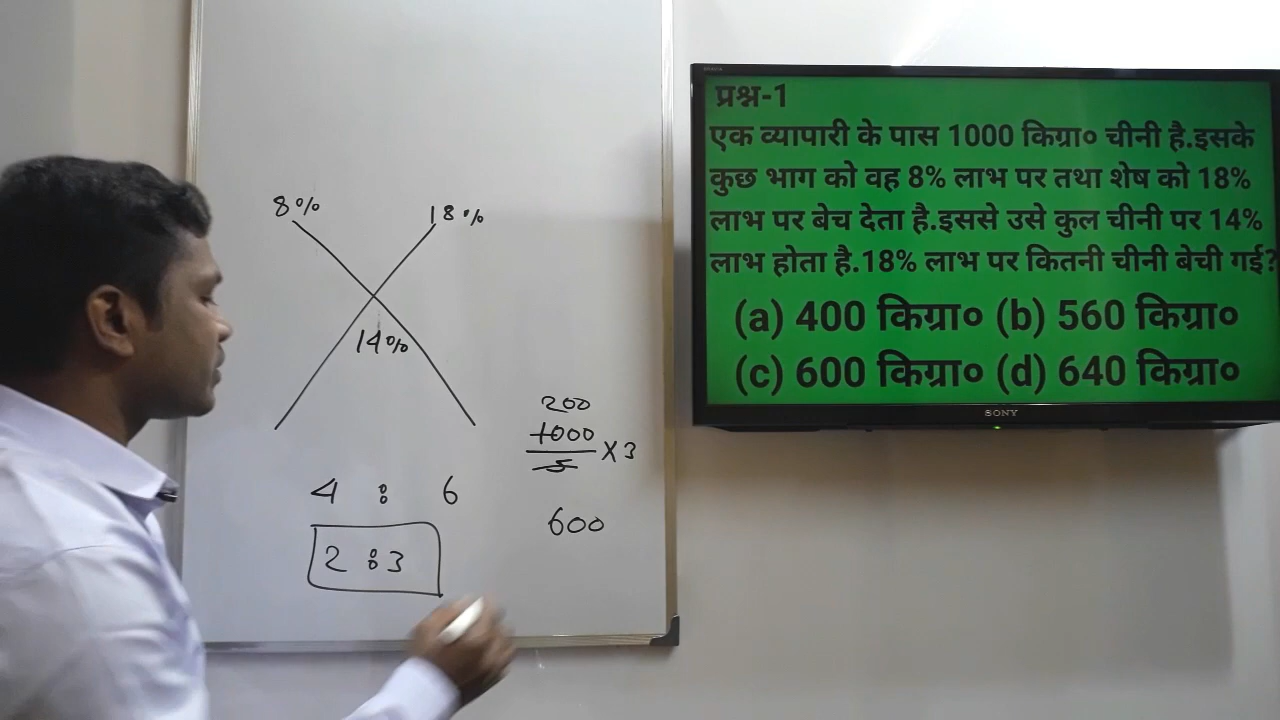 8% 18%
14%
4 : 6
2 : 3
200
1000
5
X 3
600
प्रश्न-1
एक व्यापारी के पास 1000 किग्रा० चीनी है.इसके
कुछ भाग को वह 8% लाभ पर तथा शेष को 18%
लाभ पर बेच देता है.इससे उसे कुल चीनी पर 14%
लाभ होता है.18% लाभ पर कितनी चीनी बेची गई?
(a) 400 किग्रा० (b) 560 किग्रा०
(c) 600 किग्रा० (d) 640 किग्रा०
SONY